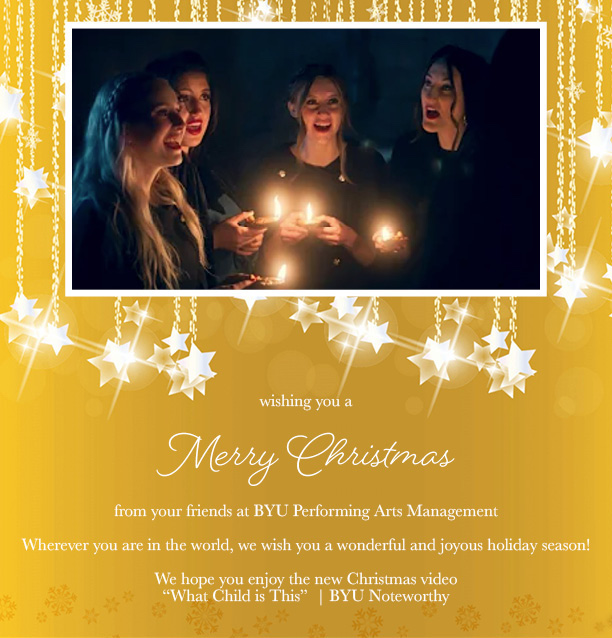 wishing you a
Merry Christmas
from your friends at BYU Performing Arts Management
Wherever you are in the world, we wish you a wonderful and joyous holiday season!
We hope you enjoy the new Christmas video
“What Child is This” | BYU Noteworthy